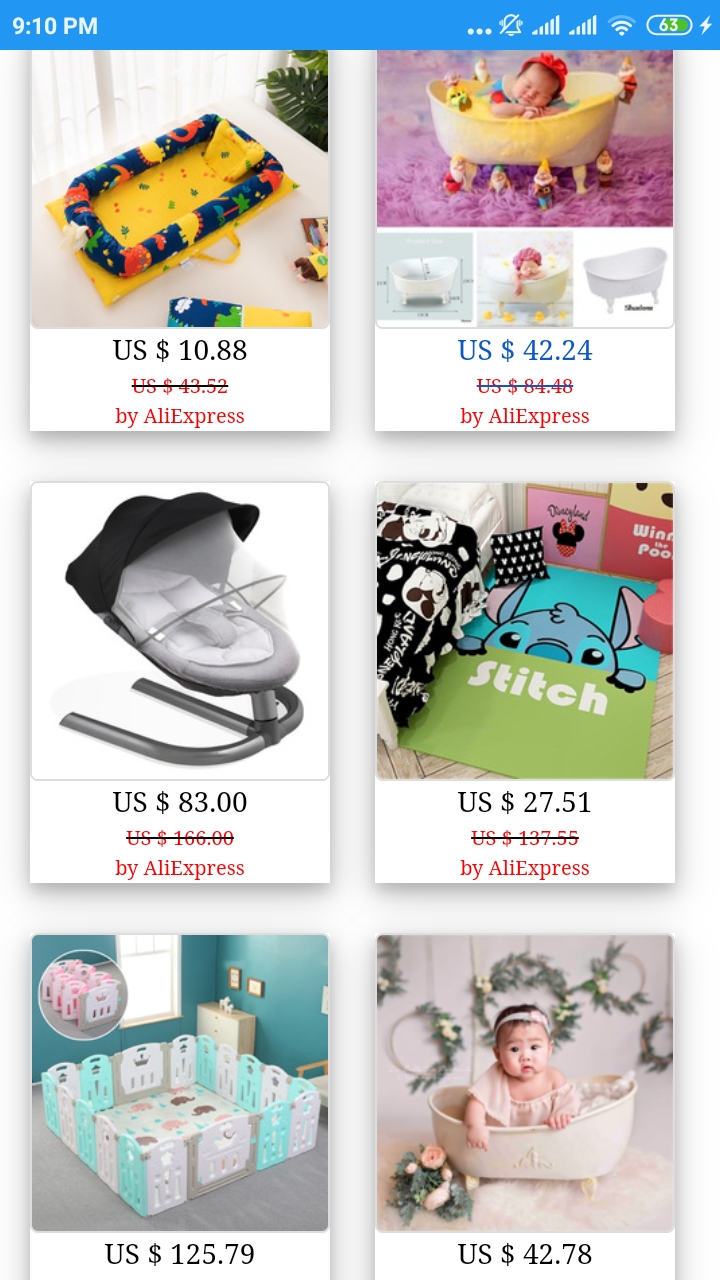 9:10 PM
63
US $ 10.88
US $ 43.52
by AliExpress
US $ 42.24
US $ 84.48
by AliExpress
Disneyland
Winn
the
Poo
Stitch
US $ 83.00
US $ 166.00
by AliExpress
US $ 27.51
US $ 137.55
by AliExpress
US $ 125.79
US $ 42.78